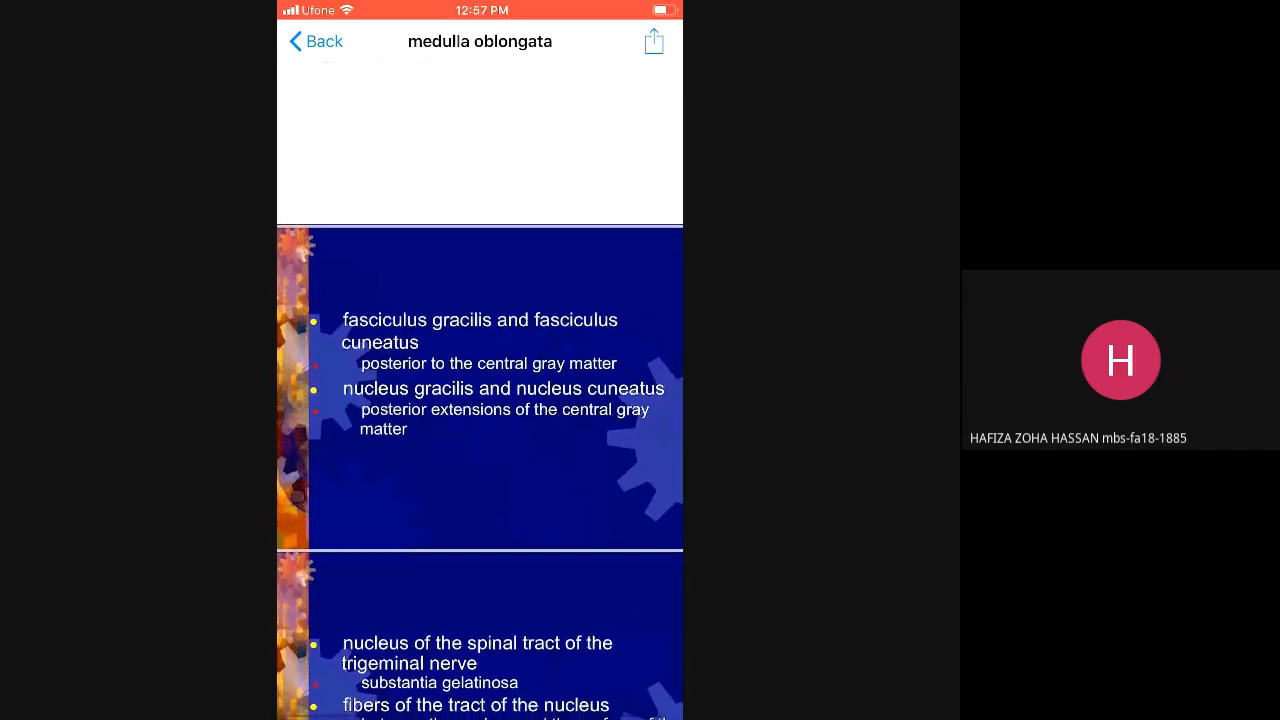 Ufone 12:57 PM
Back medulla oblongata
fasciculus gracilis and fasciculus
cuneatus
posterior to the central gray matter
nucleus gracilis and nucleus cuneatus
posterior extensions of the central gray
matter
H
HAFIZA ZOHA HASSAN mbs-fa18-1885
nucleus of the spinal tract of the
trigeminal nerve
substantia gelatinosa
fibers of the tract of the nucleus